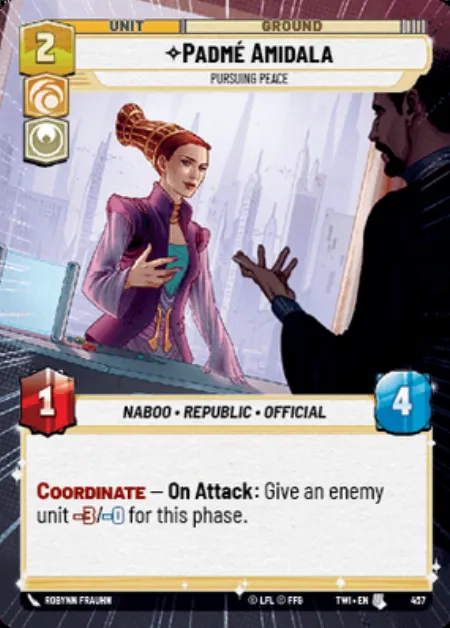 UNIT
GROUND
2
PADMÉ AMIDALA
PURSUING PEACE
1
NABOO • REPUBLIC • OFFICIAL
4
COORDINATE – On Attack: Give an enemy
unit -3/-0 for this phase.
ROBYNN FRAUHN
© LFL © FFG
TWI • EN
457